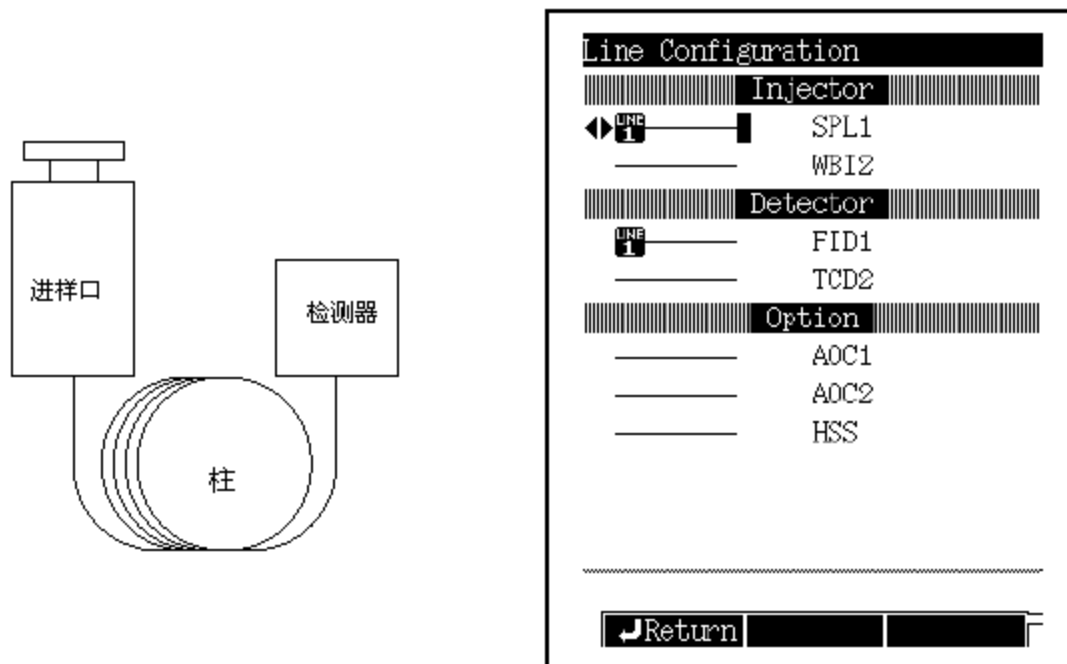 进样口
检测器
柱
Line Configuration
Injector
LINE 1 SPL1
WBI2
Detector
LINE 1 FID1
TCD2
Option
AOC1
AOC2
HSS
Return